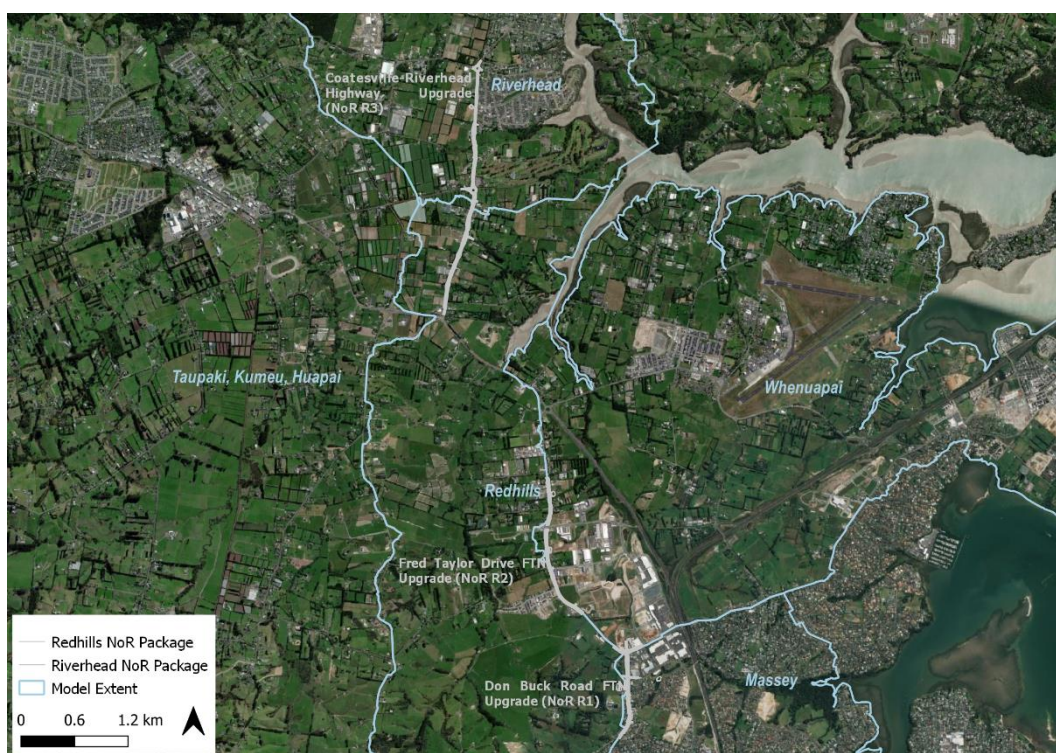 Coatesville-Riverhead
Highway Upgrade
(NoR R3)
Riverhead
Taupaki, Kumeu, Huapai
Whenuapai
Redhills
Fred Taylor Drive FTN
Upgrade (NoR R2)
Don Buck Road FTN
Upgrade (NoR R1)
Massey
Redhills NoR Package
Riverhead NoR Package
Model Extent
0 0.6 1.2 km